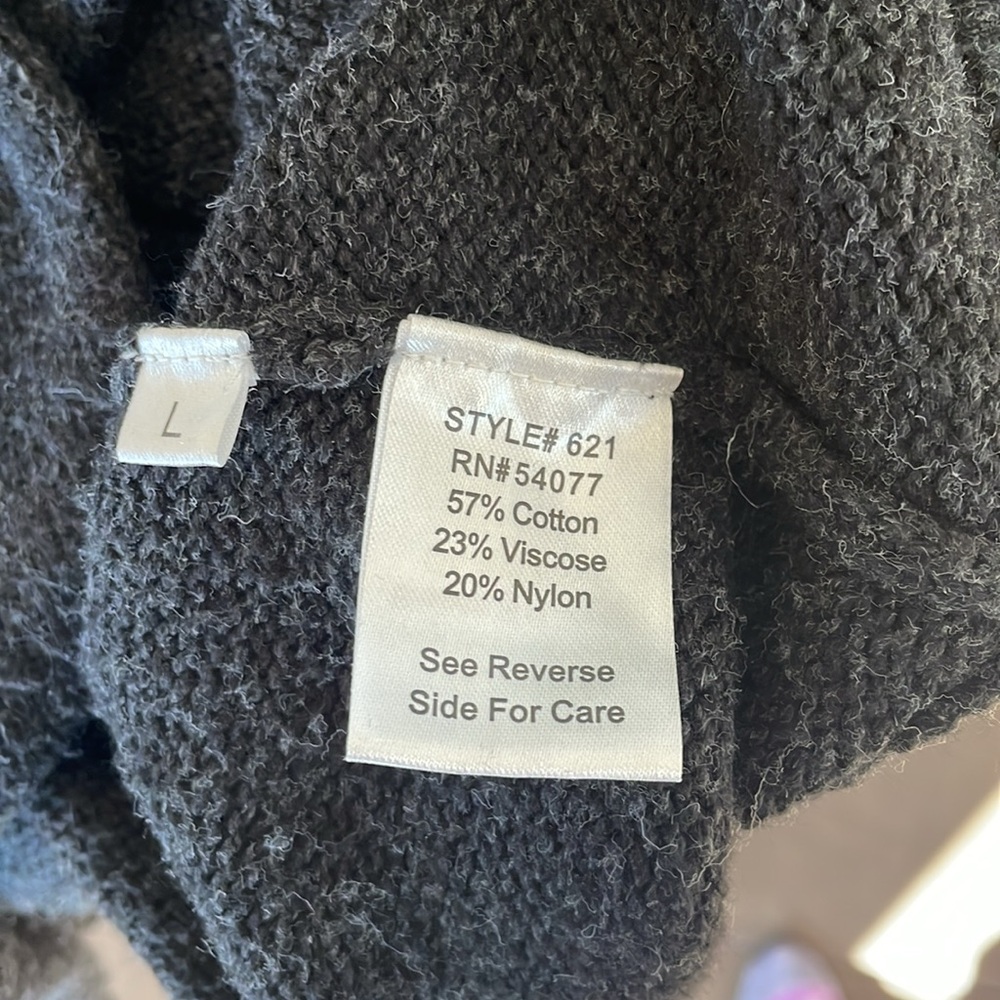 L
STYLE# 621
RN#54077
57% Cotton
23% Viscose
20% Nylon
See Reverse
Side For Care